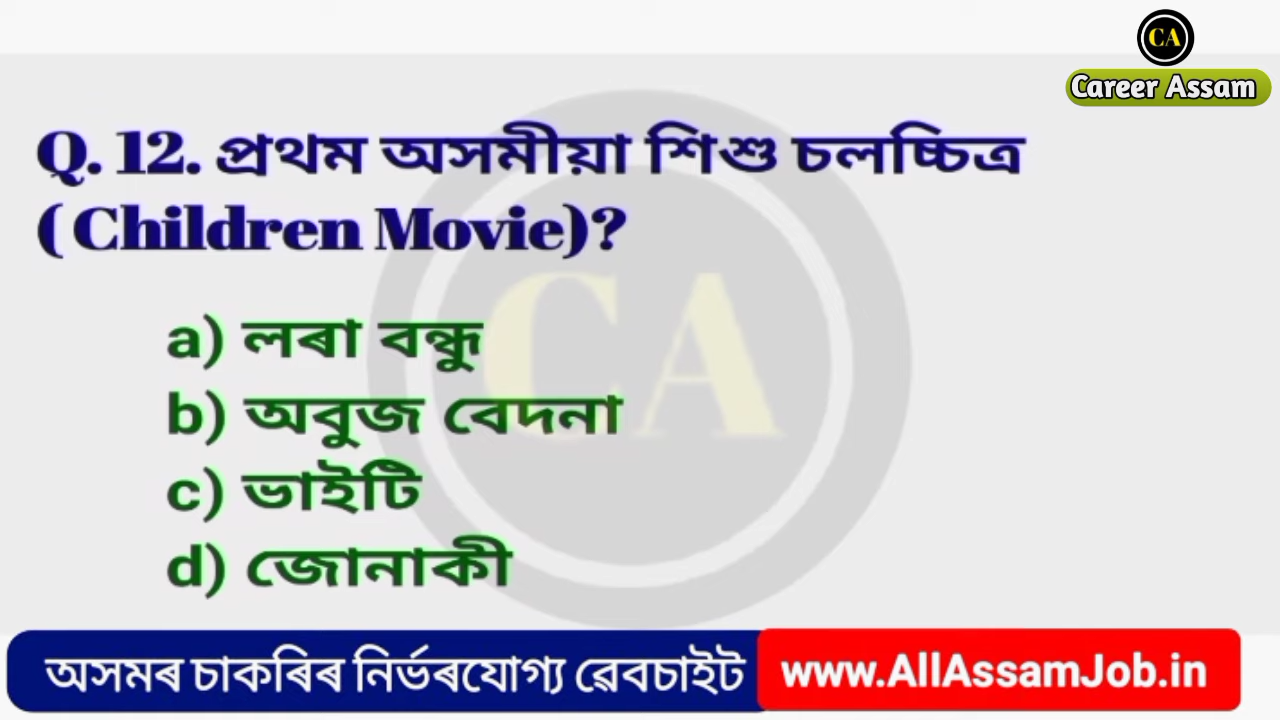 CA
Career Assam
Q. 12. প্ৰথম অসমীয়া শিশু চলচ্চিত্ৰ
( Children Movie)?
CA
a) লৰা বন্ধু
b) অবুজ বেদনা
c) ভাইটি
d) জোনাকী
অসমৰ চাকৰিৰ নিৰ্ভৰযোগ্য ৱেবচাইট www.AllAssamJob.in